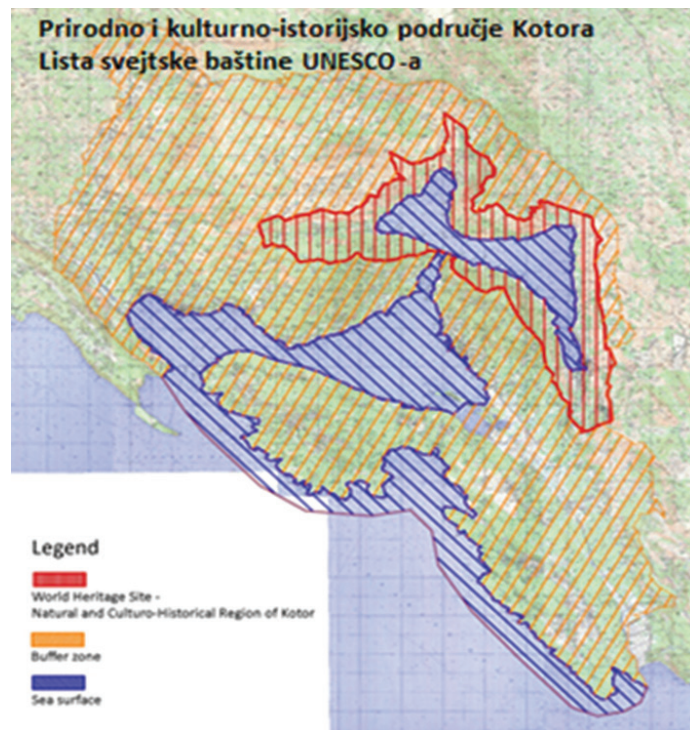 Prirodno i kulturno-istorijsko područje Kotora
Lista svejtske baštine UNESCO -a
Legend
World Heritage Site -
Natural and Culturo-Historical Region of Kotor
Buffer zone
Sea surface